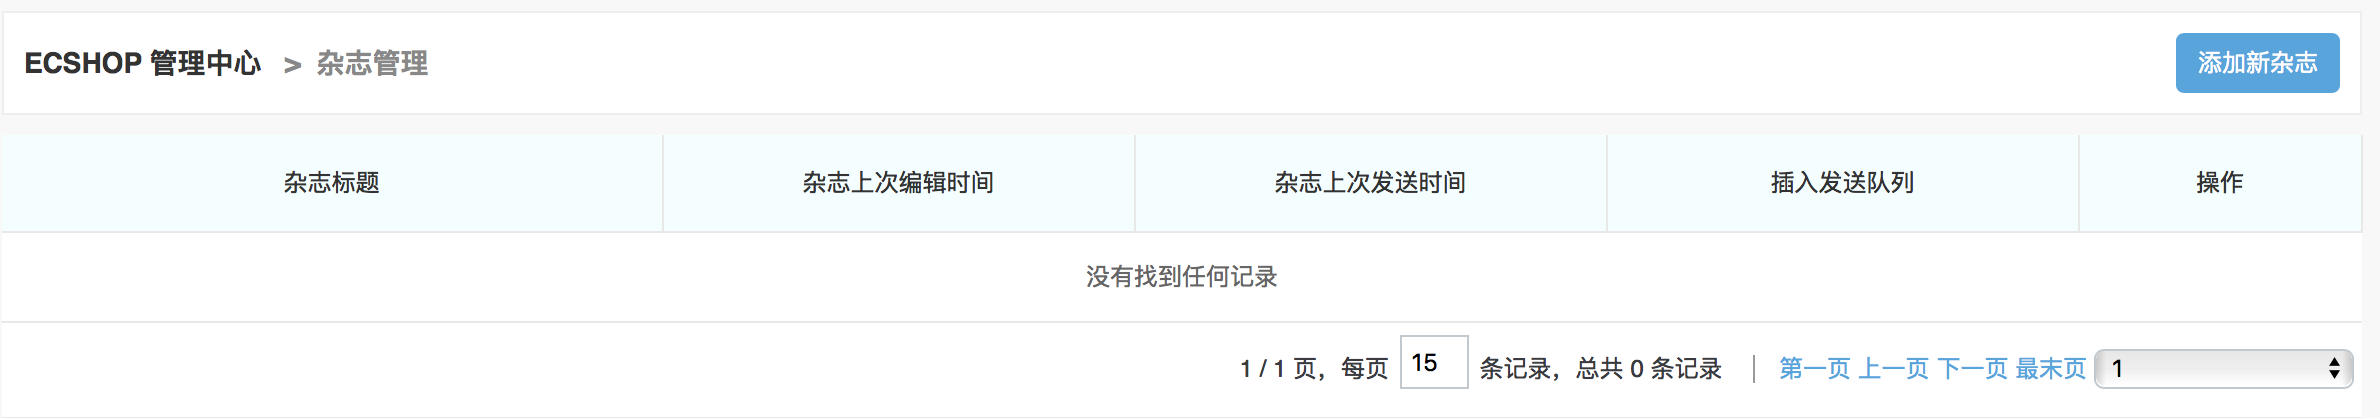 ECSHOP 管理中心 > 杂志管理 添加新杂志
杂志标题 杂志上次编辑时间 杂志上次发送时间 插入发送队列 操作
没有找到任何记录
1 / 1 页，每页 15 条记录，总共 0 条记录 | 第一页 上一页 下一页 最末页 1